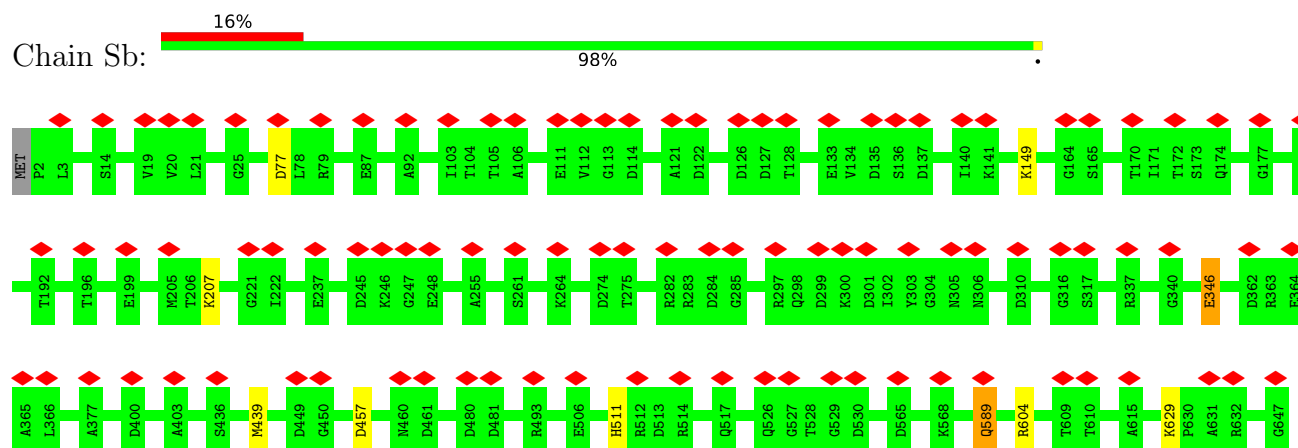 16%
Chain Sb:
98%
MET P2 L3 S14 V19 V20 L21 G25 D77 L78 R79 E87 A92 I103 T104 T105 A106 E111 V112 G113 D114 A121 D122 D126 D127 T128 E133 V134 D135 S136 D137 I140 K141 K149 G164 S165 T170 I171 T172 S173 Q174 G177
T192 T196 E199 M205 T206 K207 G221 I222 E237 D245 K246 G247 E248 A255 S261 K264 D274 T275 R282 R283 D284 G285 R297 Q298 D299 K300 D301 I302 Y303 G304 N305 N306 D310 G316 S317 R337 G340 E346 D362 R363 E364
A365 L366 A377 D400 A403 S436 M439 D449 G450 D457 N460 D461 D480 D481 R493 E506 H511 R512 D513 R514 Q517 Q526 G527 T528 G529 D530 D565 K568 Q589 R604 T609 T610 A615 K629 P630 A631 R632 G647